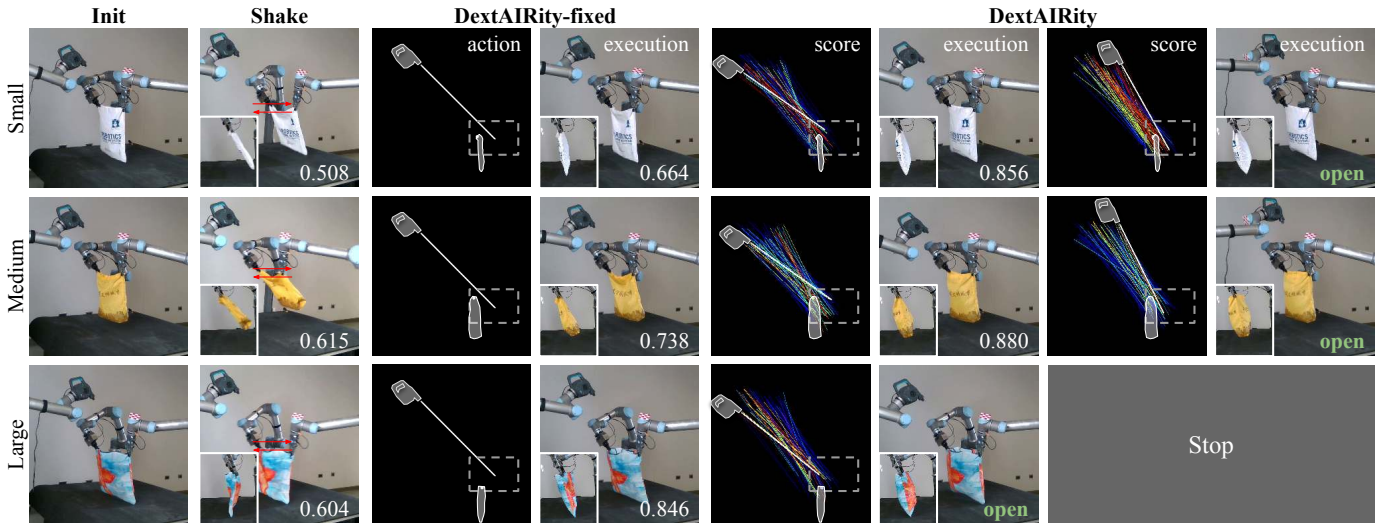 Init Shake DextAIRity-fixed DextAIRity
action execution score execution score execution
Small
0.508 0.664 0.856 open
Medium
0.615 0.738 0.880 open
Large
0.604 0.846 open Stop